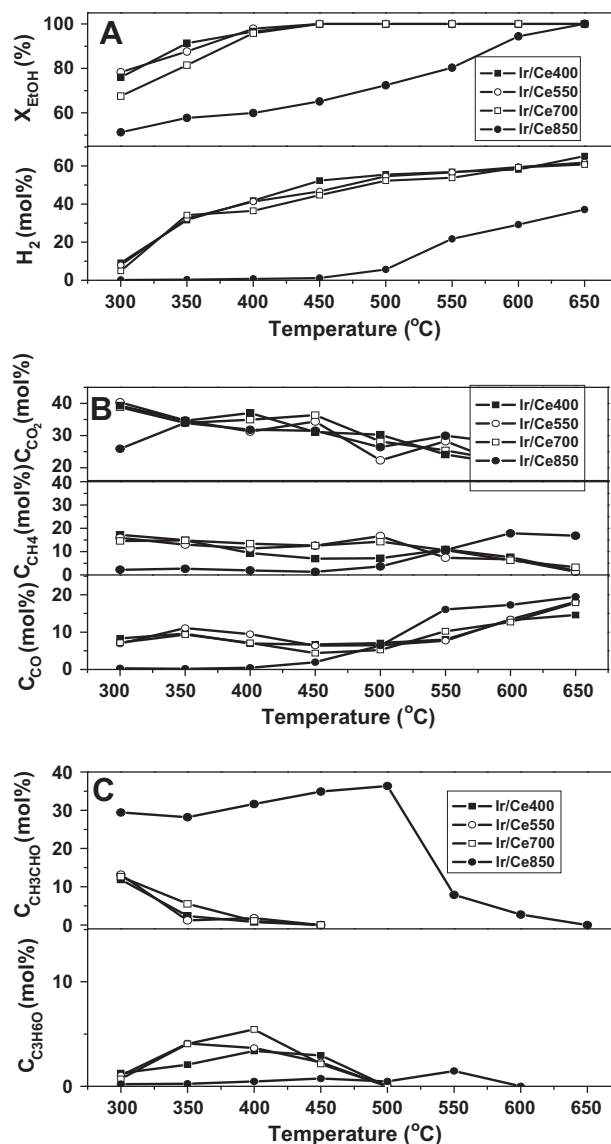 A
X_EtOH (%)
100
80
60
Ir/Ce400
Ir/Ce550
Ir/Ce700
Ir/Ce850
H_2 (mol%)
60
40
20
0
300 350 400 450 500 550 600 650
Temperature (°C)
B
C_CO2 (mol%)
40
30
20
Ir/Ce400
Ir/Ce550
Ir/Ce700
Ir/Ce850
C_CH4 (mol%)
40
30
20
10
0
C_CO (mol%)
20
10
0
300 350 400 450 500 550 600 650
Temperature (°C)
C
C_CH3CHO (mol%)
40
30
20
10
0
Ir/Ce400
Ir/Ce550
Ir/Ce700
Ir/Ce850
C_C3H6O (mol%)
10
5
0
300 350 400 450 500 550 600 650
Temperature (°C)